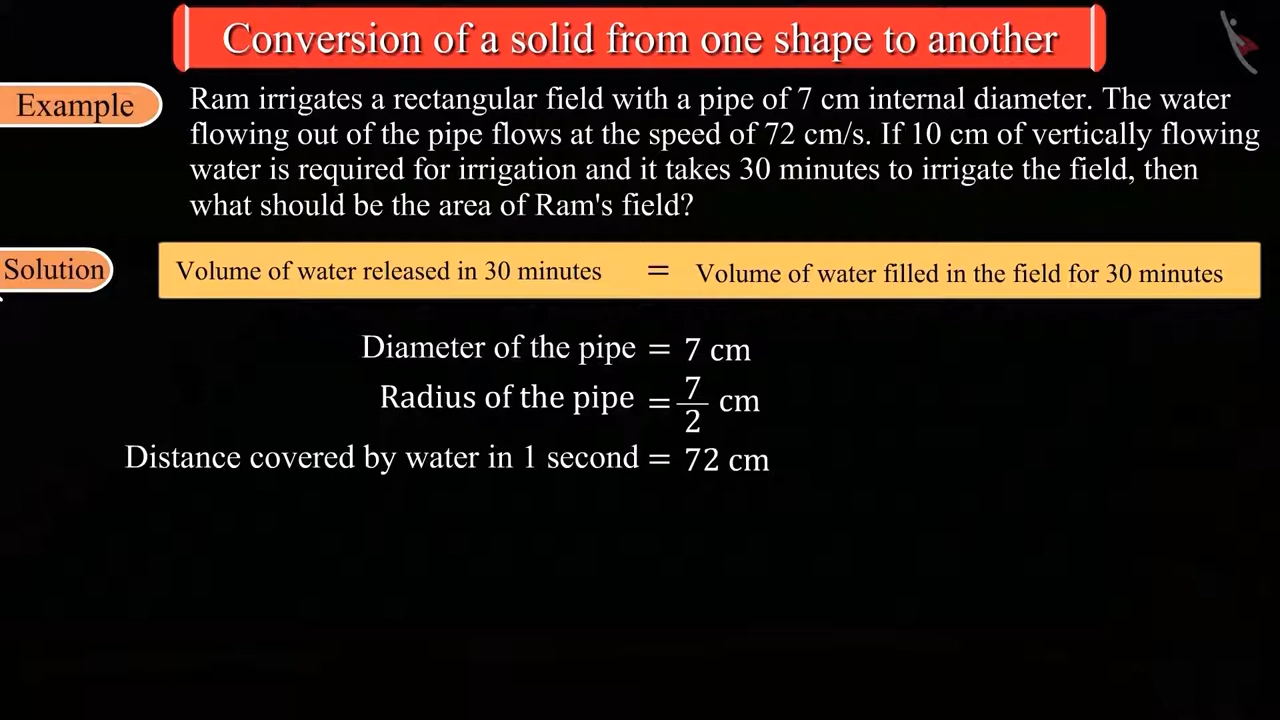 Conversion of a solid from one shape to another
Example
Ram irrigates a rectangular field with a pipe of 7 cm internal diameter. The water
flowing out of the pipe flows at the speed of 72 cm/s. If 10 cm of vertically flowing
water is required for irrigation and it takes 30 minutes to irrigate the field, then
what should be the area of Ram's field?
Solution
Volume of water released in 30 minutes = Volume of water filled in the field for 30 minutes
Diameter of the pipe = 7 cm
Radius of the pipe = 7/2 cm
Distance covered by water in 1 second = 72 cm